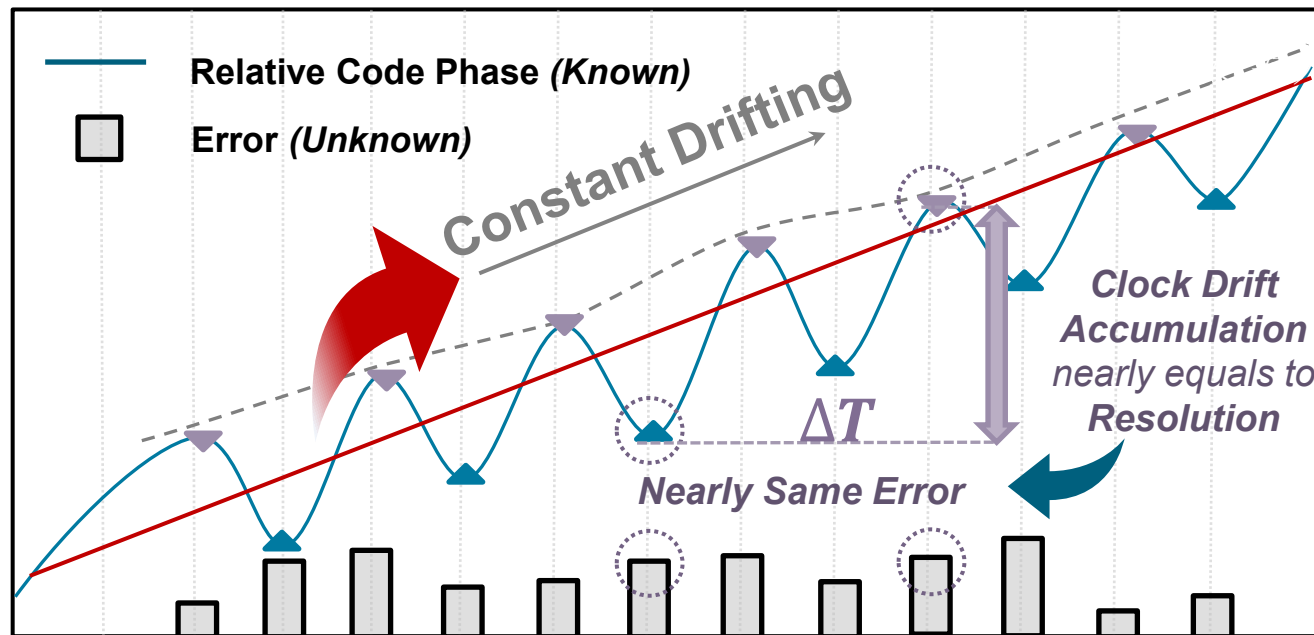 Relative Code Phase (Known)
Error (Unknown)
Constant Drifting
Clock Drift
Accumulation
nearly equals to
Resolution
ΔT
Nearly Same Error